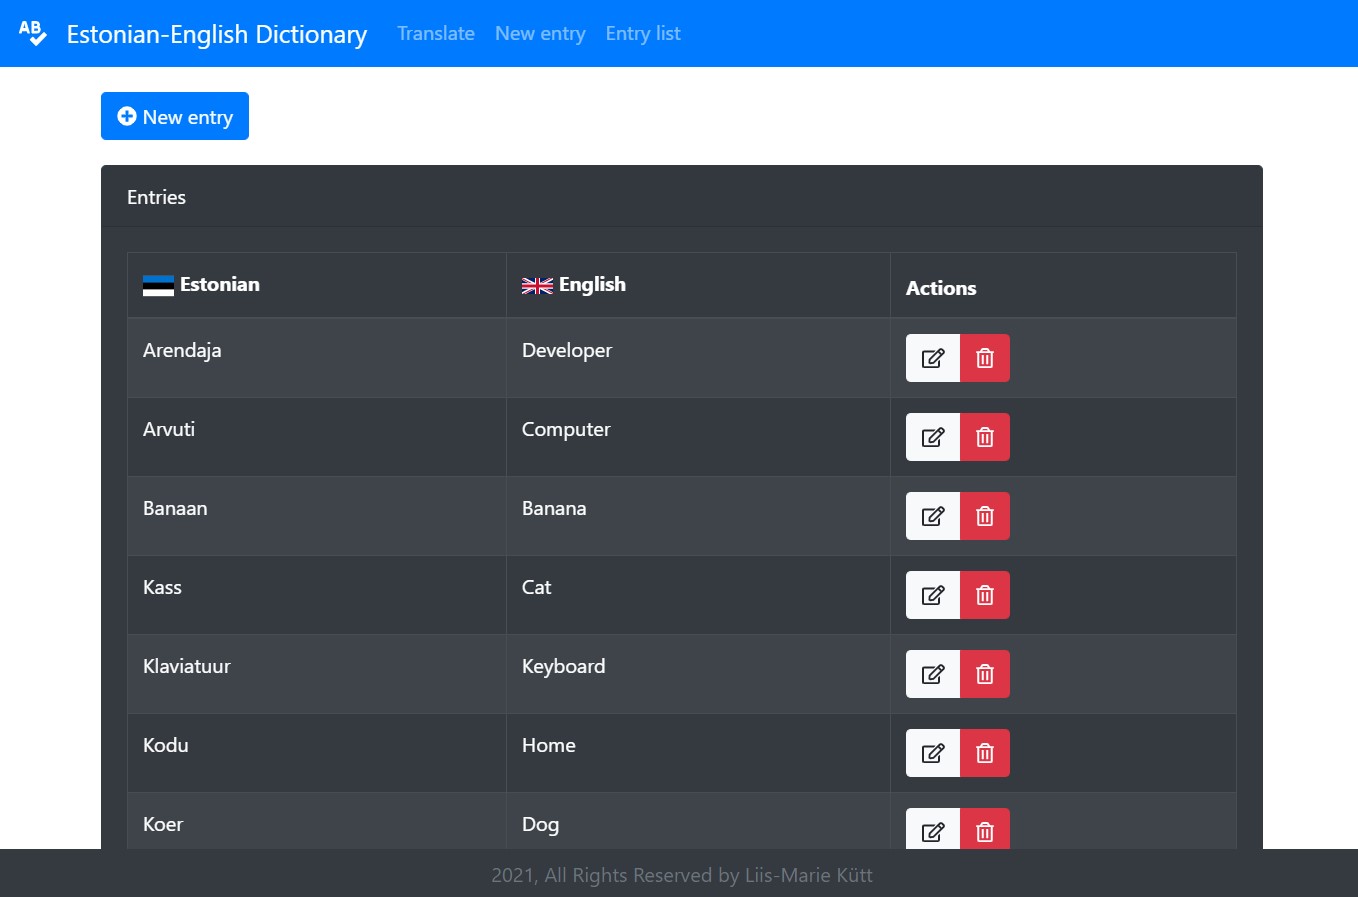 AB Estonian-English Dictionary Translate New entry Entry list
New entry
Entries
Estonian English Actions
Arendaja Developer
Arvuti Computer
Banaan Banana
Kass Cat
Klaviatuur Keyboard
Kodu Home
Koer Dog
2021, All Rights Reserved by Liis-Marie Kütt